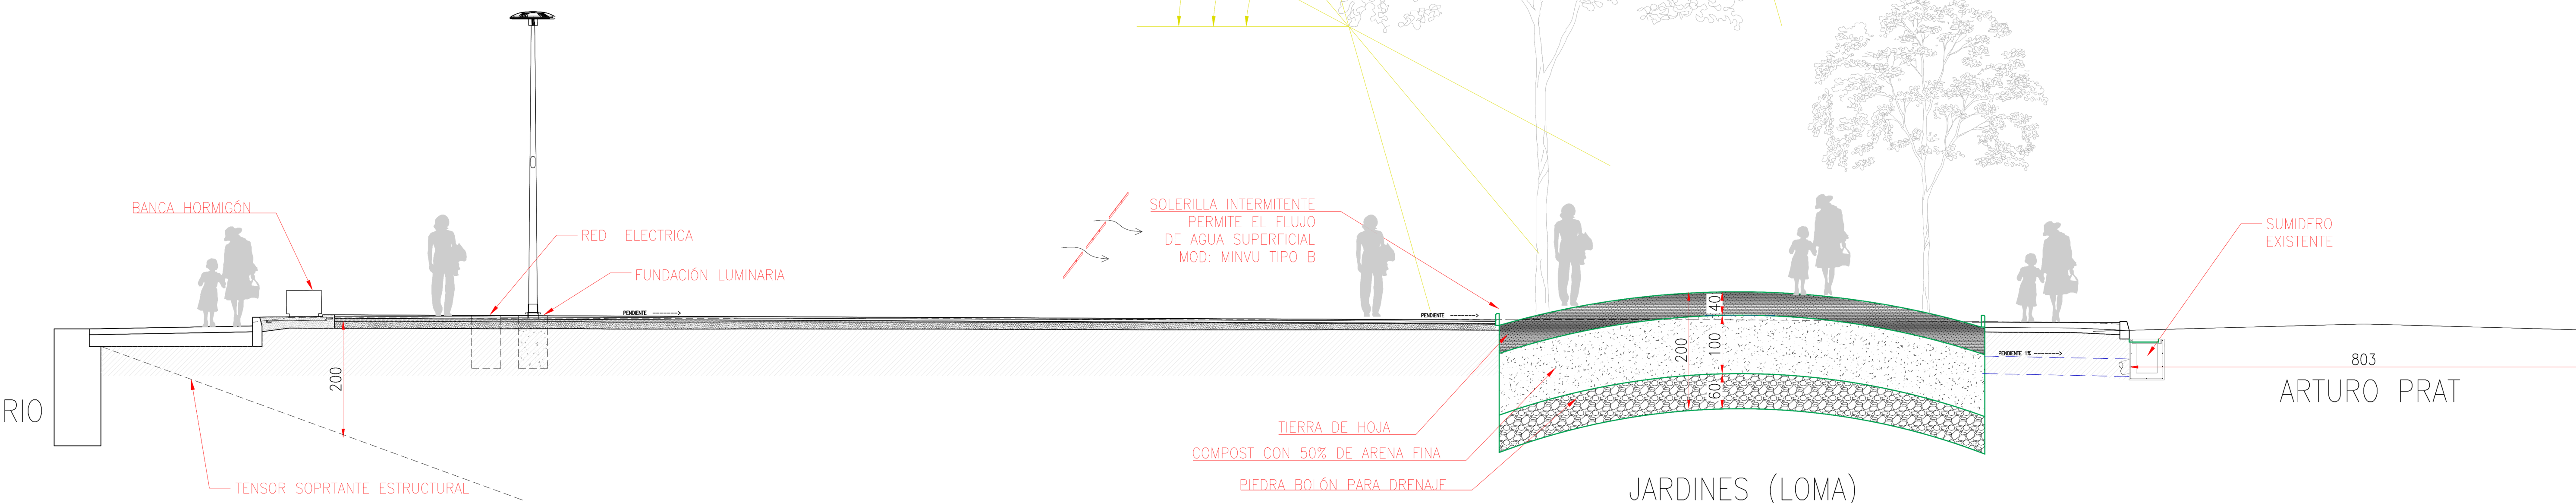 BANCA HORMIGÓN
RED ELECTRICA
FUNDACIÓN LUMINARIA
PENDIENTE
200
RIO
TENSOR SOPRTANTE ESTRUCTURAL
SOLERILLA INTERMITENTE
PERMITE EL FLUJO
DE AGUA SUPERFICIAL
MOD: MINVU TIPO B
PENDIENTE
40
100
60
200
TIERRA DE HOJA
COMPOST CON 50% DE ARENA FINA
PIEDRA BOLÓN PARA DRENAJE
JARDINES (LOMA)
PENDIENTE 1%
SUMIDERO
EXISTENTE
803
ARTURO PRAT